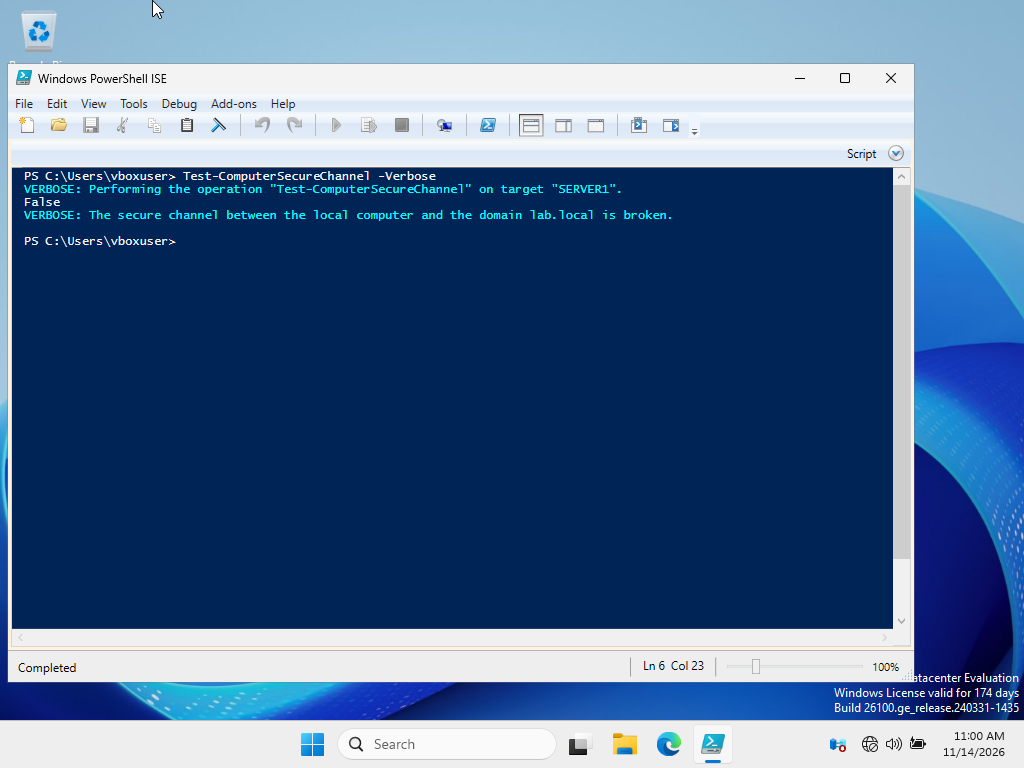 Windows PowerShell ISE
File Edit View Tools Debug Add-ons Help
Script
PS C:\Users\vboxuser> Test-ComputerSecureChannel -Verbose
VERBOSE: Performing the operation "Test-ComputerSecureChannel" on target "SERVER1".
False
VERBOSE: The secure channel between the local computer and the domain lab.local is broken.
PS C:\Users\vboxuser>
Completed
Ln 6 Col 23
100%
Datacenter Evaluation
Windows License valid for 174 days
Build 26100.ge_release.240331-1435
Search
11:00 AM
11/14/2026